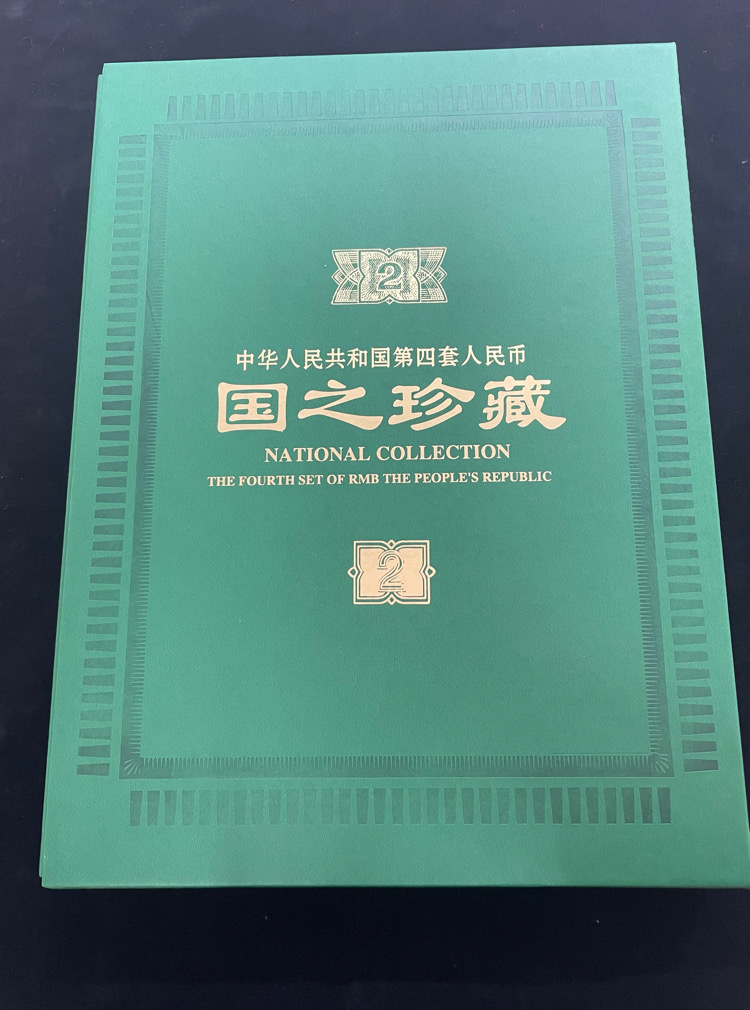 2
中华人民共和国第四套人民币
国之珍藏
NATIONAL COLLECTION
THE FOURTH SET OF RMB THE PEOPLE'S REPUBLIC
2